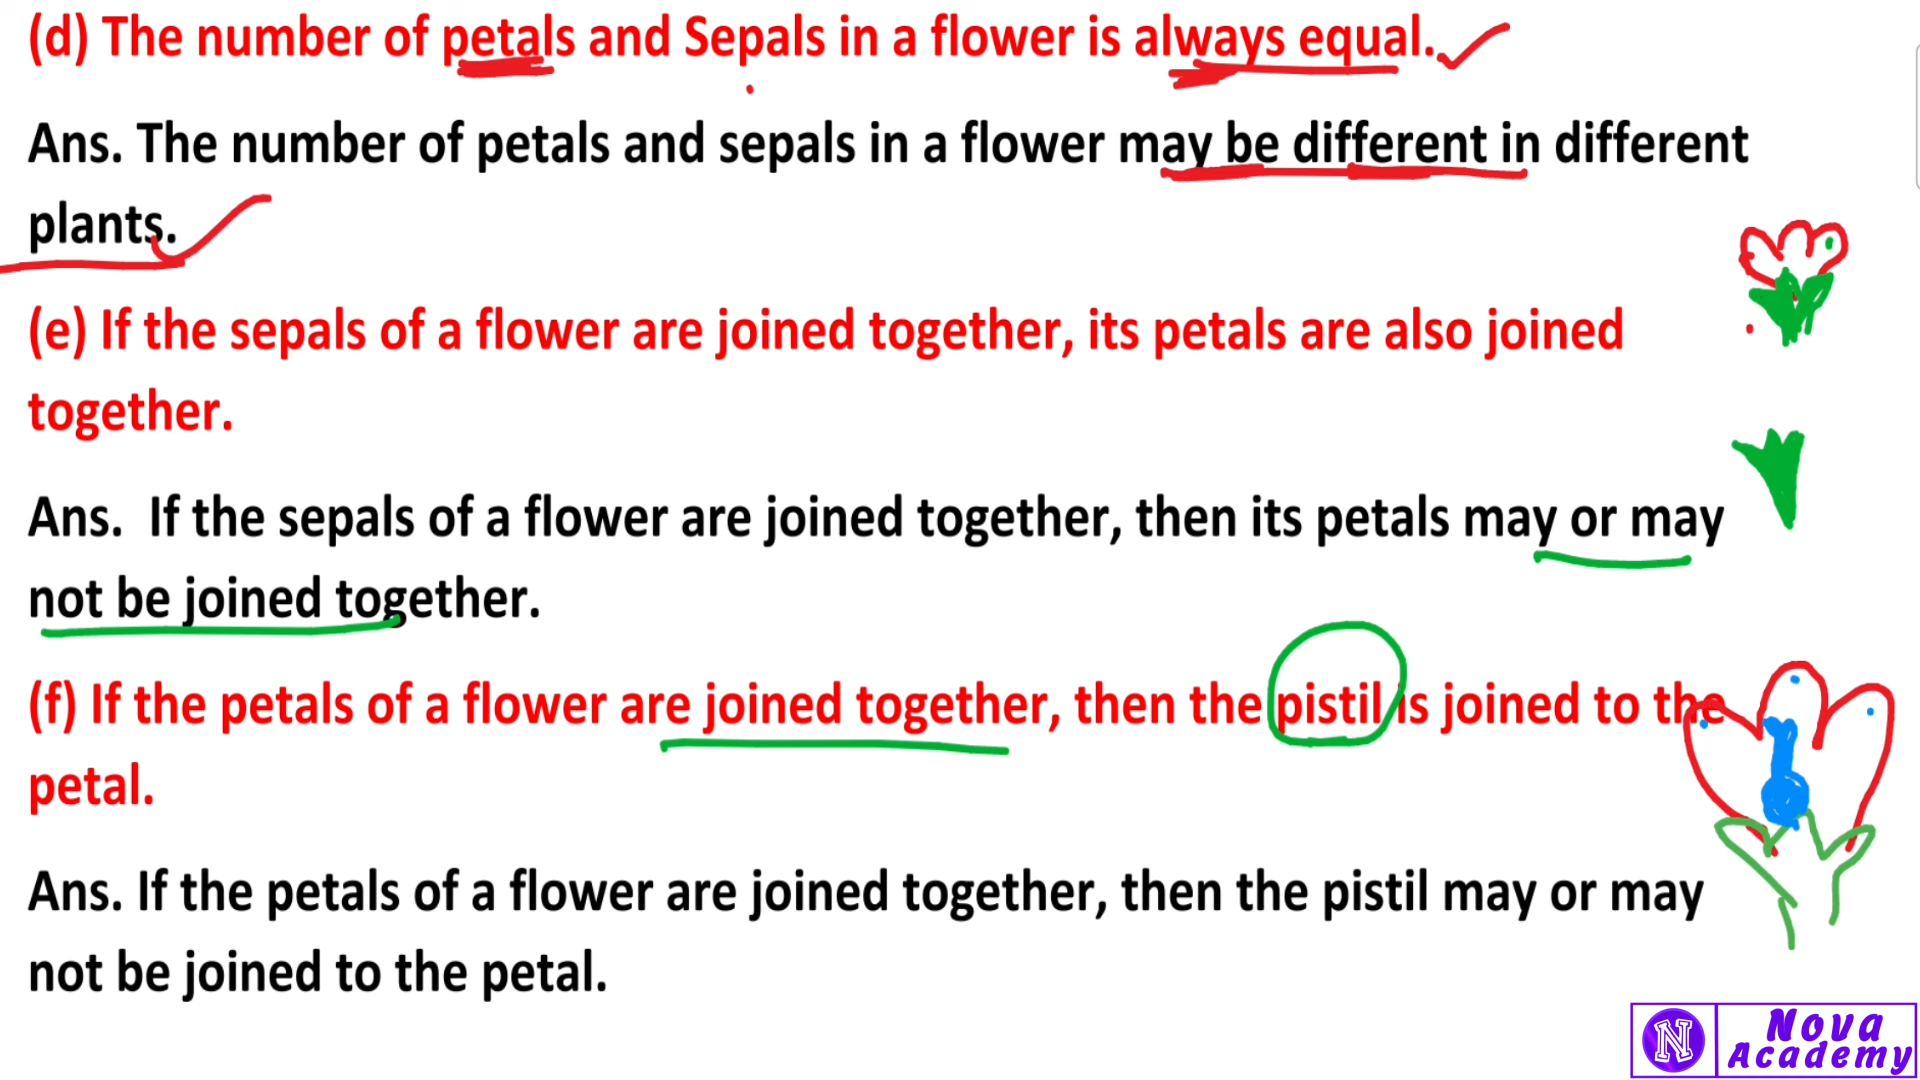 (d) The number of petals and Sepals in a flower is always equal.
Ans. The number of petals and sepals in a flower may be different in different
plants.
(e) If the sepals of a flower are joined together, its petals are also joined
together.
Ans.  If the sepals of a flower are joined together, then its petals may or may
not be joined together.
(f) If the petals of a flower are joined together, then the pistil is joined to the
petal.
Ans. If the petals of a flower are joined together, then the pistil may or may
not be joined to the petal.
N Nova
Academy